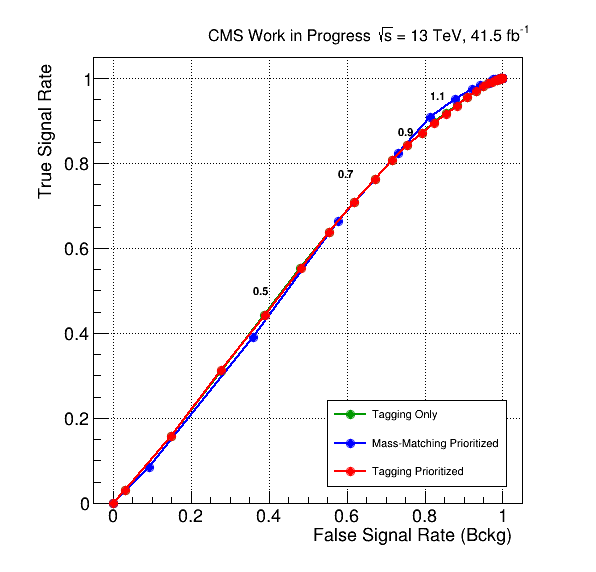 CMS Work in Progress √s = 13 TeV, 41.5 fb⁻¹
True Signal Rate
1
0.8
0.6
0.4
0.2
0
1.1
0.9
0.7
0.5
Tagging Only
Mass-Matching Prioritized
Tagging Prioritized
0 0.2 0.4 0.6 0.8 1
False Signal Rate (Bckg)